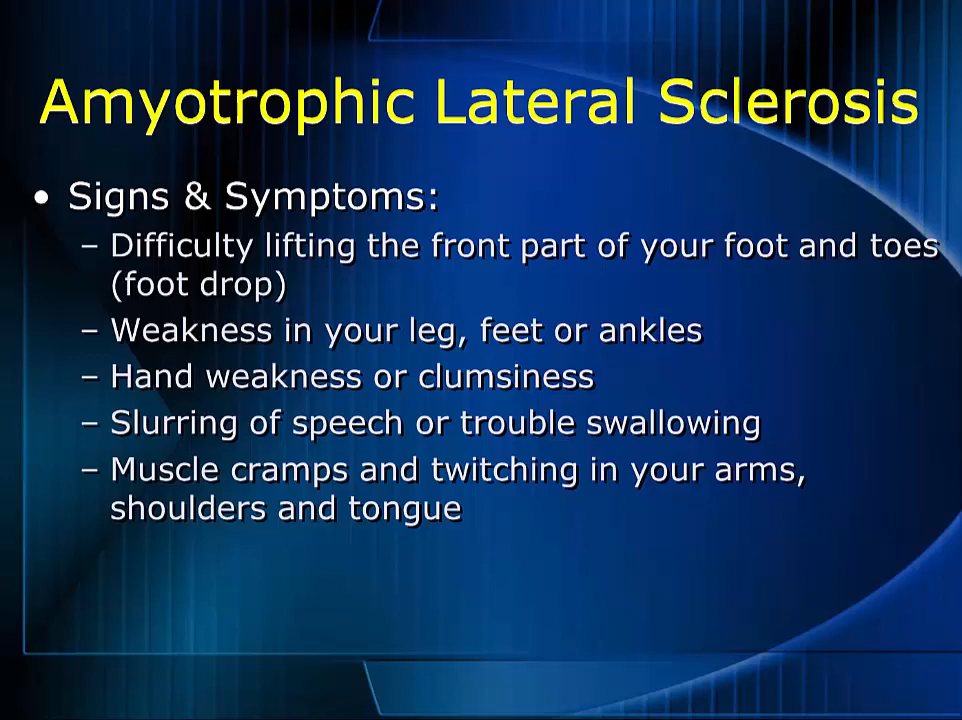 Amyotrophic Lateral Sclerosis
• Signs & Symptoms:
– Difficulty lifting the front part of your foot and toes
(foot drop)
– Weakness in your leg, feet or ankles
– Hand weakness or clumsiness
– Slurring of speech or trouble swallowing
– Muscle cramps and twitching in your arms,
shoulders and tongue